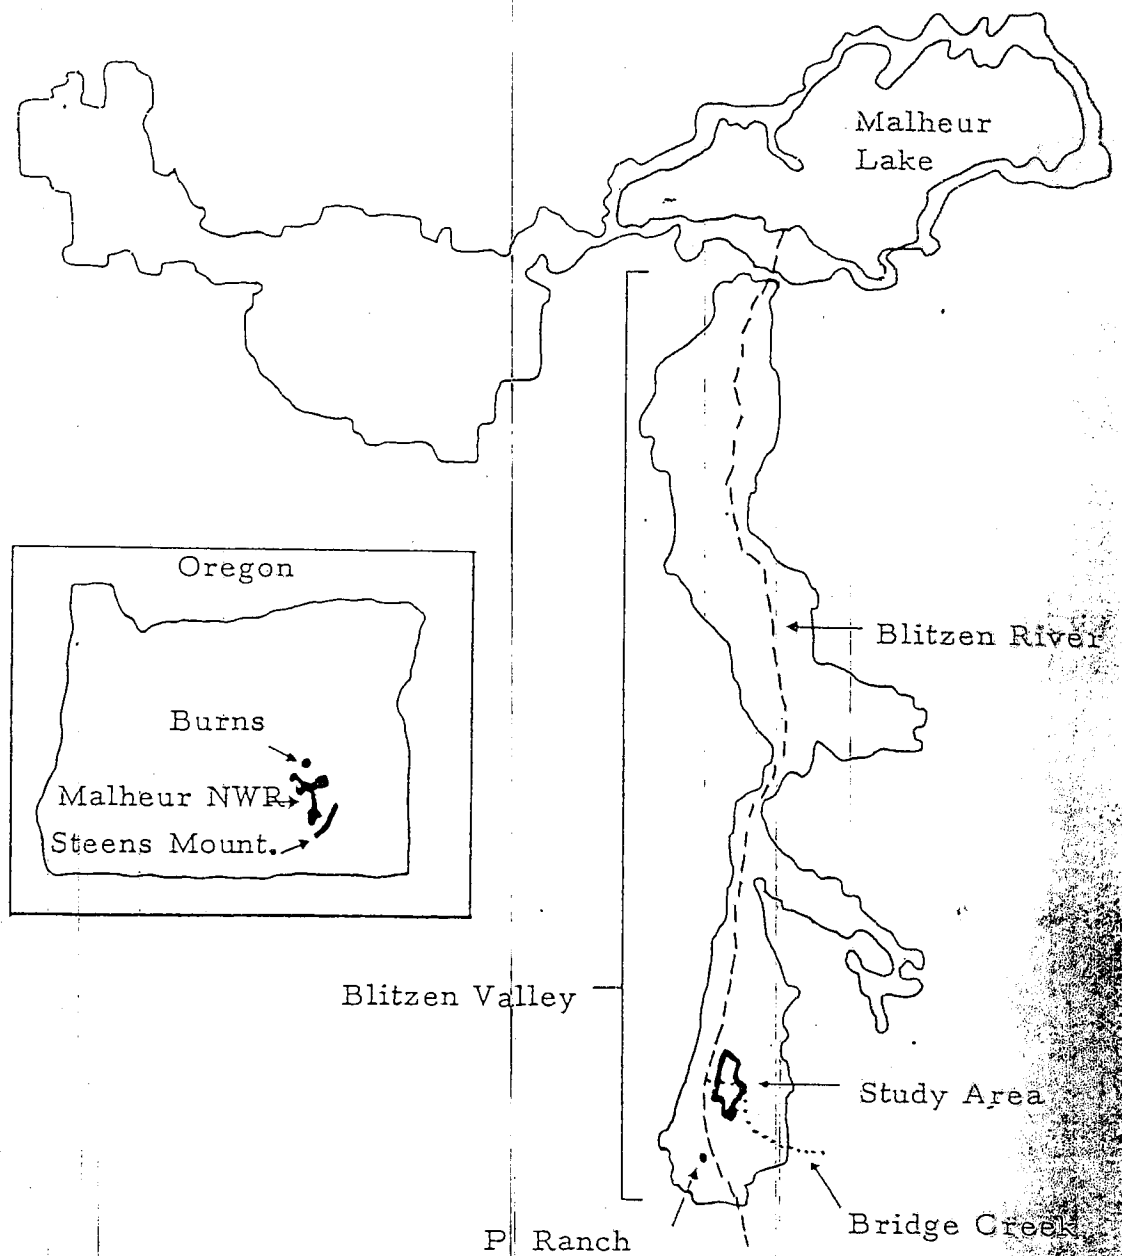 Malheur
Lake
Oregon
Burns
Malheur NWR
Steens Mount.
Blitzen River
Blitzen Valley
Study Area
Bridge Creek
P Ranch